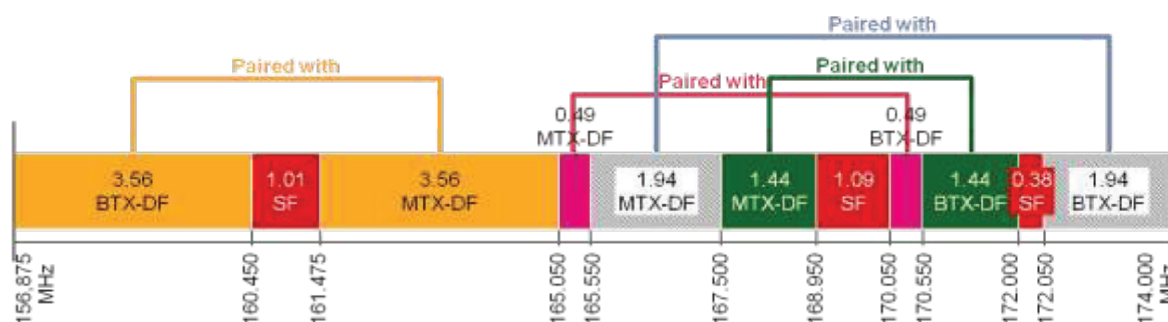 Paired with
Paired with
Paired with
Paired with
0.49
MTX-DF
0.49
BTX-DF
3.56
BTX-DF
1.01
SF
3.56
MTX-DF
1.94
MTX-DF
1.44
MTX-DF
1.09
SF
1.44
BTX-DF
0.38
SF
1.94
BTX-DF
156,875
MHz
160.450
161.475
165.050
165.550
167.500
168.950
170.050
170.550
172.000
172.050
174.000
MHz